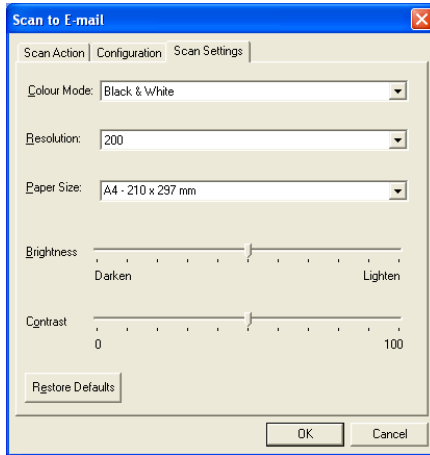 Scan to E-mail
Scan Action Configuration Scan Settings
Colour Mode: Black & White
Resolution: 200
Paper Size: A4 - 210 x 297 mm
Brightness
Darken Lighten
Contrast
0 100
Restore Defaults
OK Cancel